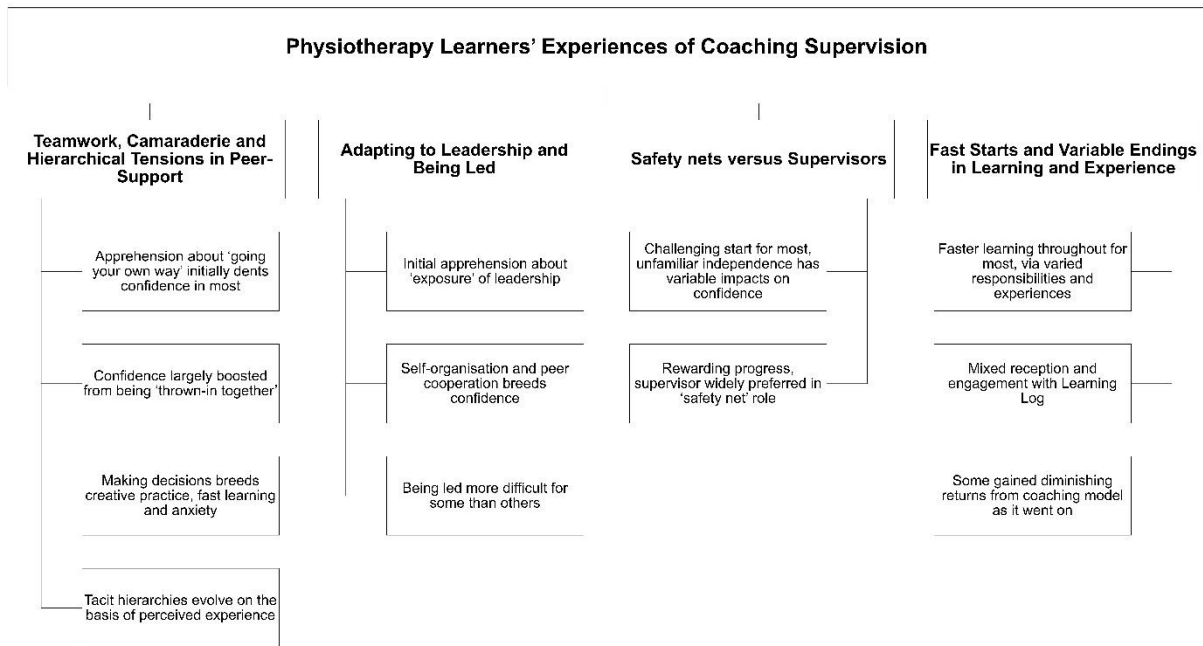 Physiotherapy Learners’ Experiences of Coaching Supervision
Teamwork, Camaraderie and
Hierarchical Tensions in Peer-
Support
Apprehension about ‘going
your own way’ initially dents
confidence in most
Confidence largely boosted
from being ‘thrown-in together’
Making decisions breeds
creative practice, fast learning
and anxiety
Tacit hierarchies evolve on the
basis of perceived experience
Adapting to Leadership and
Being Led
Initial apprehension about
‘exposure’ of leadership
Self-organisation and peer
cooperation breeds
confidence
Being led more difficult for
some than others
Safety nets versus Supervisors
Challenging start for most,
unfamiliar independence has
variable impacts on
confidence
Rewarding progress,
supervisor widely preferred in
‘safety net’ role
Fast Starts and Variable Endings
in Learning and Experience
Faster learning throughout for
most, via varied
responsibilities and
experiences
Mixed reception and
engagement with Learning
Log
Some gained diminishing
returns from coaching model
as it went on